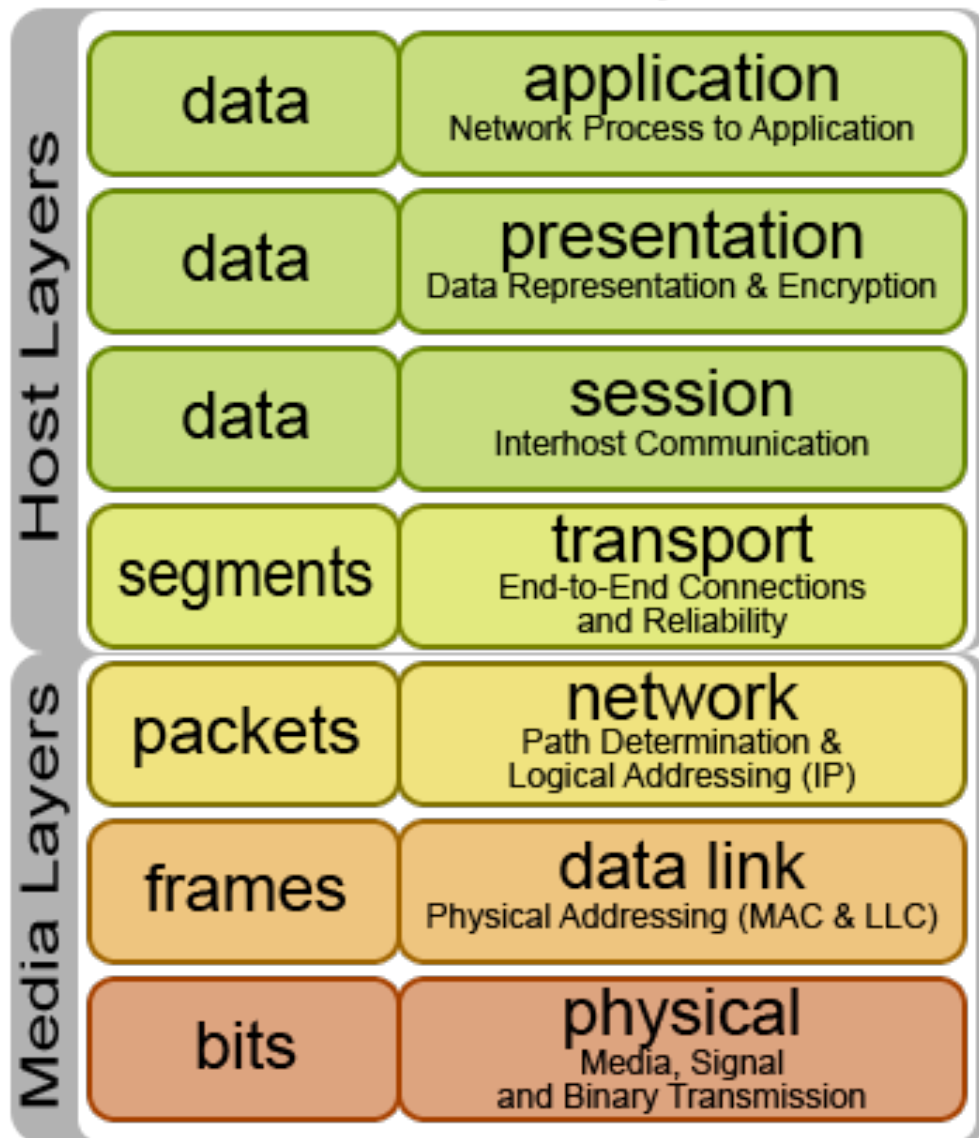 Host Layers
data
application
Network Process to Application
data
presentation
Data Representation & Encryption
data
session
Interhost Communication
segments
transport
End-to-End Connections
and Reliability
Media Layers
packets
network
Path Determination &
Logical Addressing (IP)
frames
data link
Physical Addressing (MAC & LLC)
bits
physical
Media, Signal
and Binary Transmission